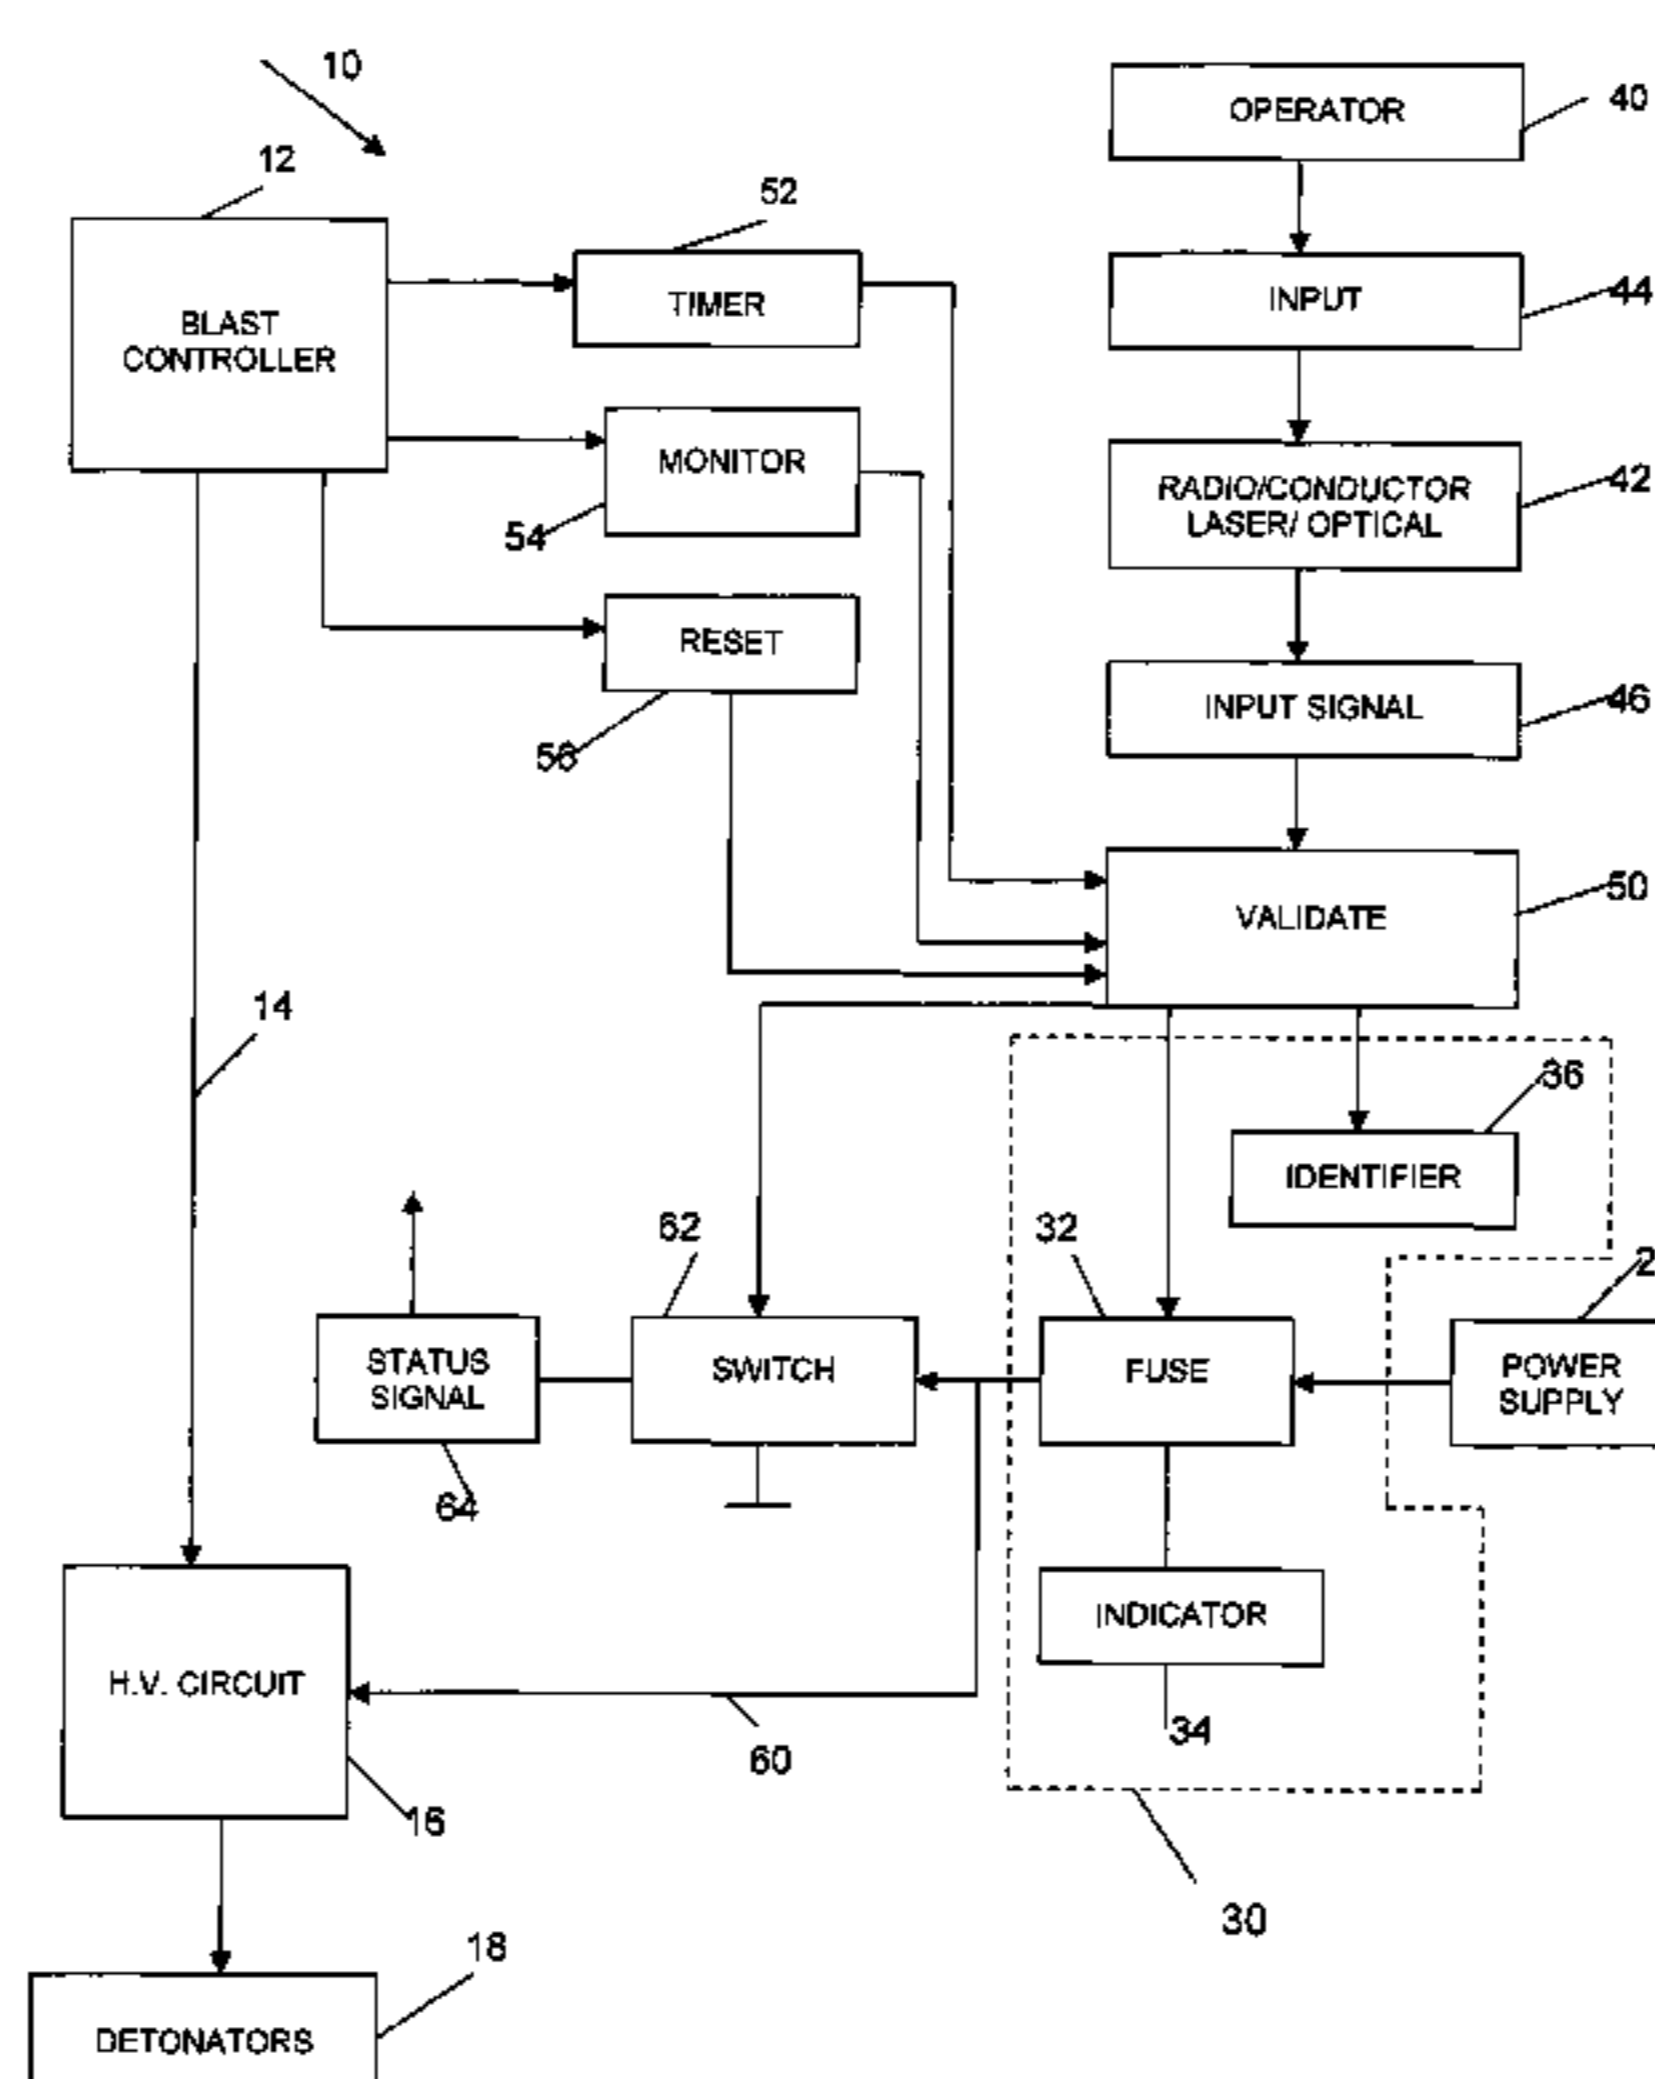 10
OPERATOR
40
12
52
BLAST
CONTROLLER
TIMER
INPUT
44
MONITOR
54
RADIO/CONDUCTOR
LASER/ OPTICAL
42
RESET
56
INPUT SIGNAL
46
VALIDATE
50
14
36
IDENTIFIER
62
32
STATUS
SIGNAL
SWITCH
FUSE
POWER
SUPPLY
64
INDICATOR
H.V. CIRCUIT
34
60
16
30
18
DETONATORS